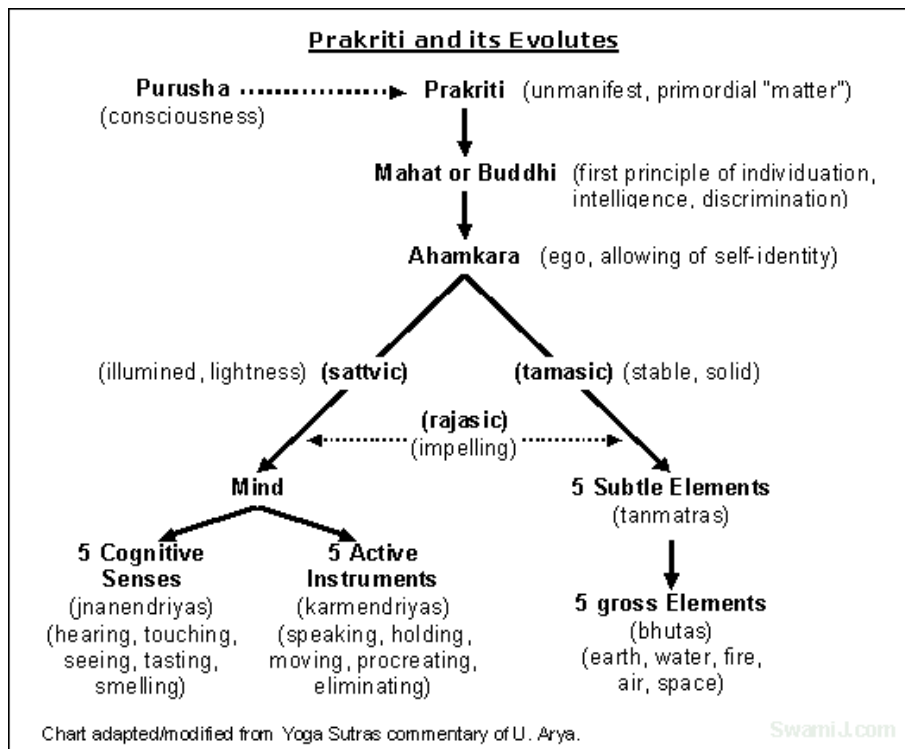 Prakriti and its Evolutes
Purusha Prakriti (unmanifest, primordial "matter")
(consciousness)
Mahat or Buddhi (first principle of individuation,
intelligence, discrimination)
Ahamkara (ego, allowing of self-identity)
(illumined, lightness) (sattvic) (tamasic) (stable, solid)
(rajasic)
(impelling)
Mind
5 Subtle Elements
(tanmatras)
5 Cognitive
Senses
(jnanendriyas)
(hearing, touching,
seeing, tasting,
smelling)
5 Active
Instruments
(karmendriyas)
(speaking, holding,
moving, procreating,
eliminating)
5 gross Elements
(bhutas)
(earth, water, fire,
air, space)
Chart adapted/modified from Yoga Sutras commentary of U. Arya.
SwamiJ.com